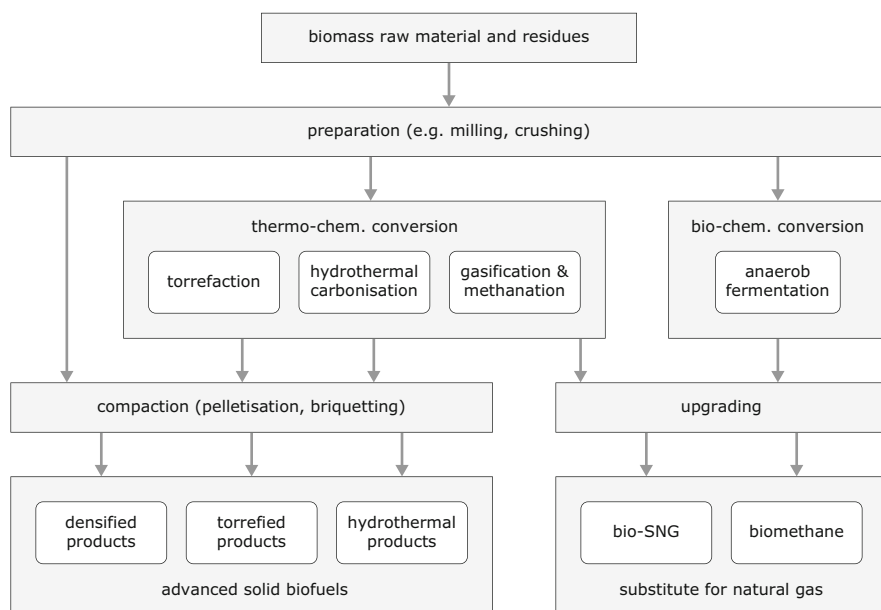 biomass raw material and residues
preparation (e.g. milling, crushing)
thermo-chem. conversion
torrefaction
hydrothermal
carbonisation
gasification &
methanation
bio-chem. conversion
anaerob
fermentation
compaction (pelletisation, briquetting)
upgrading
densified
products
torrefied
products
hydrothermal
products
advanced solid biofuels
bio-SNG
biomethane
substitute for natural gas